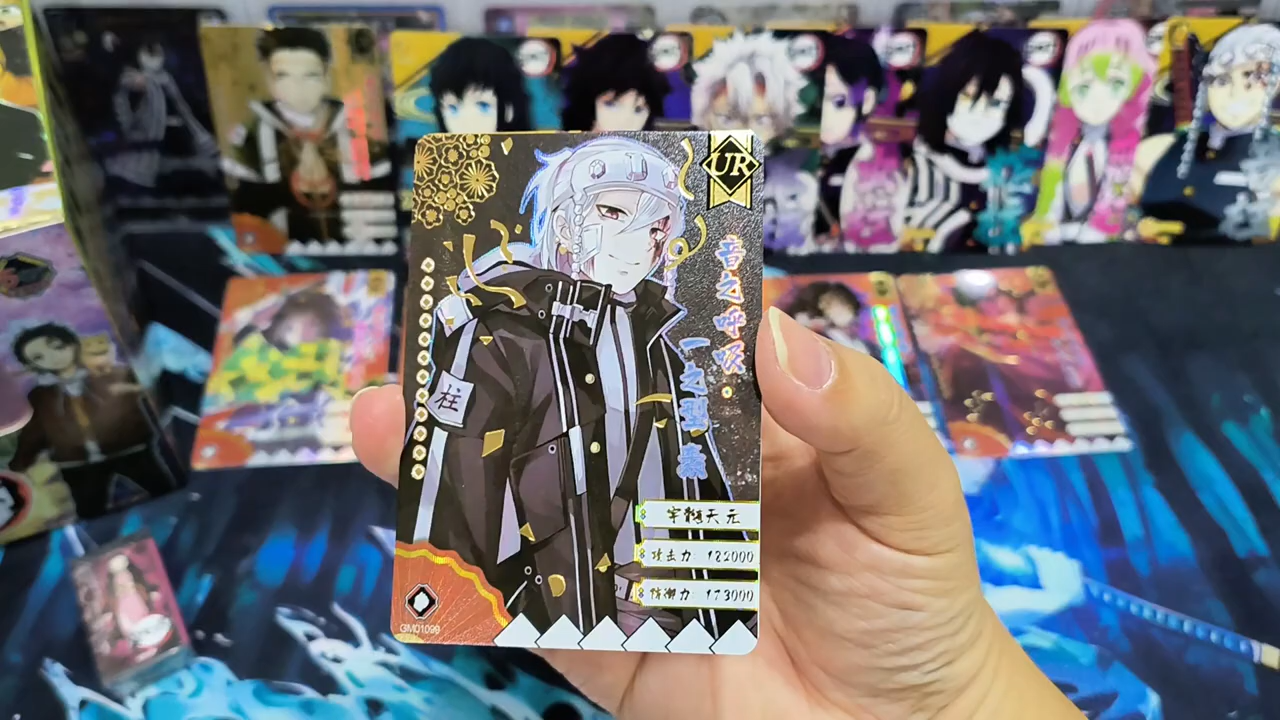 UR
音之呼吸·
一之型 轰
柱
宇髄天元
攻击力 182000
防御力 173000
GM01099